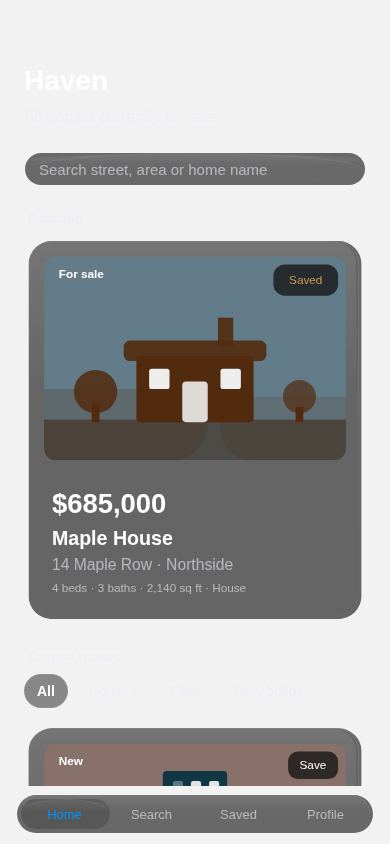 Haven
All homes currently for sale
Search street, area or home name
Featured
For sale
Saved
$685,000
Maple House
14 Maple Row · Northside
4 beds · 3 baths · 2,140 sq ft · House
All
Houses
Flats
New builds
New
Save
Home
Search
Saved
Profile